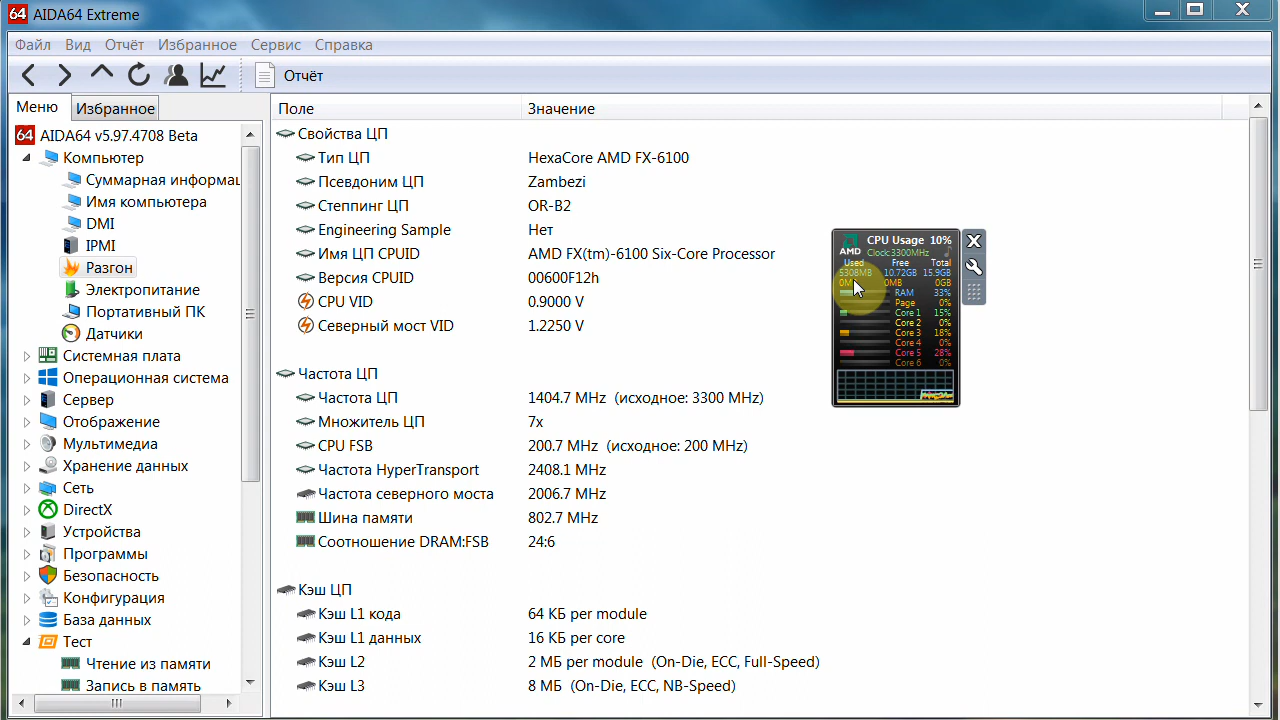 64 AIDA64 Extreme
Файл Вид Отчёт Избранное Сервис Справка
Отчёт
Меню Избранное
64 AIDA64 v5.97.4708 Beta
Компьютер
Суммарная информац
Имя компьютера
DMI
IPMI
Разгон
Электропитание
Портативный ПК
Датчики
Системная плата
Операционная система
Сервер
Отображение
Мультимедиа
Хранение данных
Сеть
DirectX
Устройства
Программы
Безопасность
Конфигурация
База данных
Тест
Чтение из памяти
Запись в память
Поле Значение
Свойства ЦП
Тип ЦП HexaCore AMD FX-6100
Псевдоним ЦП Zambezi
Степпинг ЦП OR-B2
Engineering Sample Нет
Имя ЦП CPUID AMD FX(tm)-6100 Six-Core Processor
Версия CPUID 00600F12h
CPU VID 0.9000 V
Северный мост VID 1.2250 V
Частота ЦП
Частота ЦП 1404.7 MHz (исходное: 3300 MHz)
Множитель ЦП 7x
CPU FSB 200.7 MHz (исходное: 200 MHz)
Частота HyperTransport 2408.1 MHz
Частота северного моста 2006.7 MHz
Шина памяти 802.7 MHz
Соотношение DRAM:FSB 24:6
Кэш ЦП
Кэш L1 кода 64 КБ per module
Кэш L1 данных 16 КБ per core
Кэш L2 2 МБ per module (On-Die, ECC, Full-Speed)
Кэш L3 8 МБ (On-Die, ECC, NB-Speed)
CPU Usage 10%
AMD Clock:3300MHz
Used Free Total
5308MB 10.72GB 15.9GB
0M 0MB 0GB
RAM 33%
Page 0%
Core 1 15%
Core 2 0%
Core 3 18%
Core 4 0%
Core 5 28%
Core 6 0%